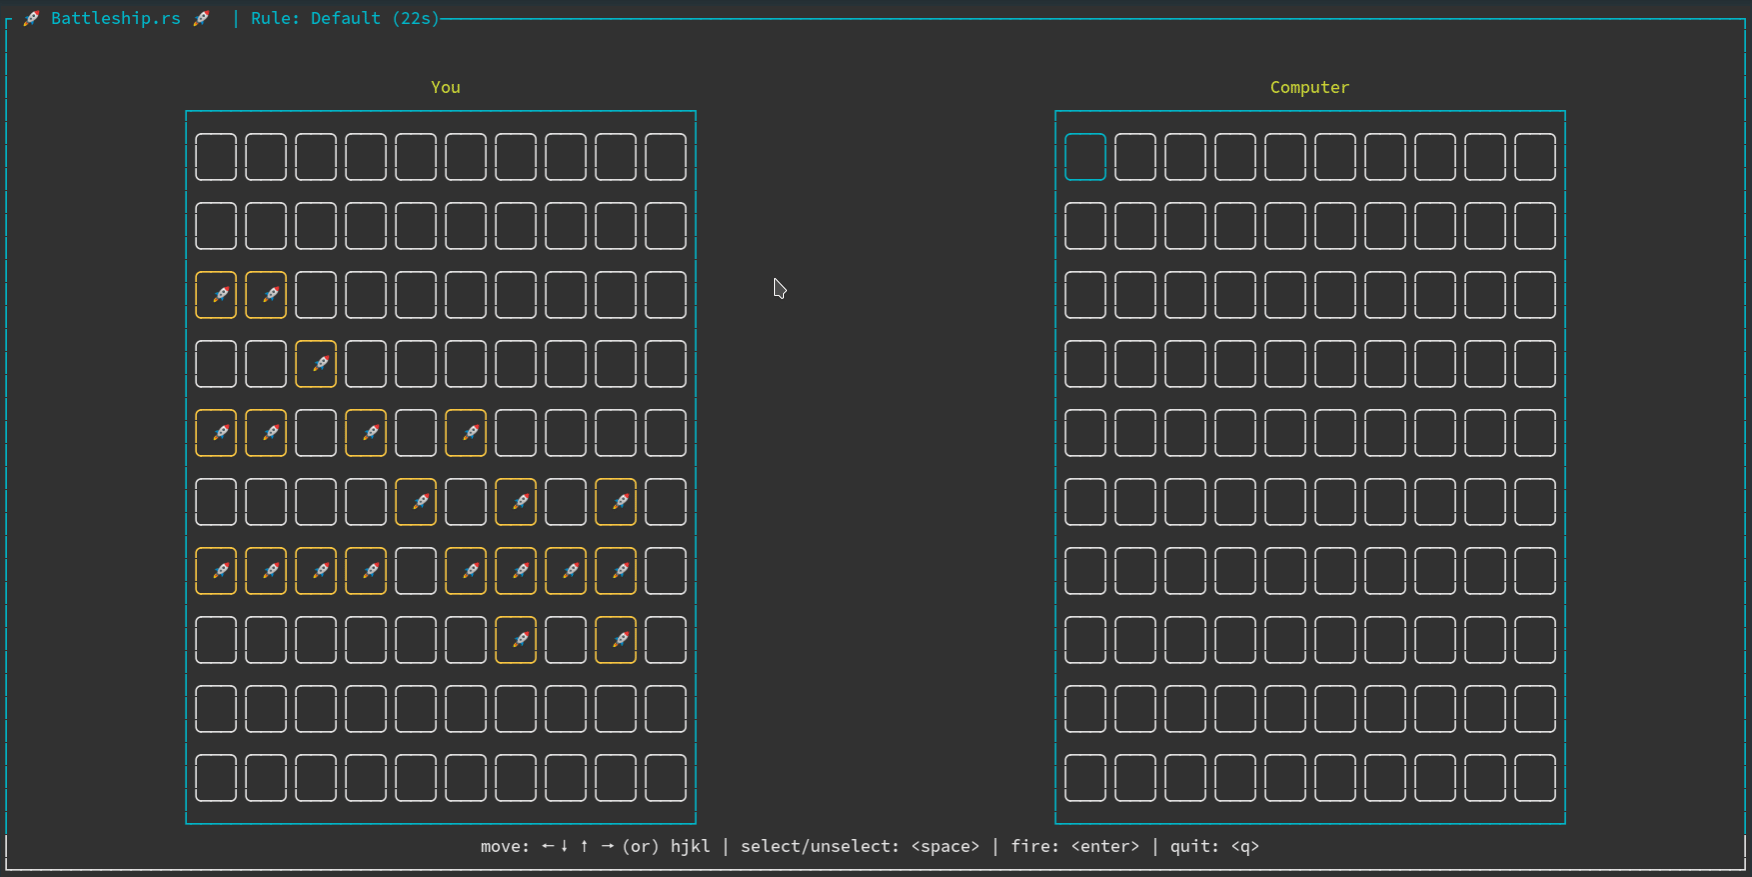 🚀 Battleship.rs 🚀 | Rule: Default (22s)
You
Computer
move: ←↓ ↑ →(or) hjkl | select/unselect: <space> | fire: <enter> | quit: <q>